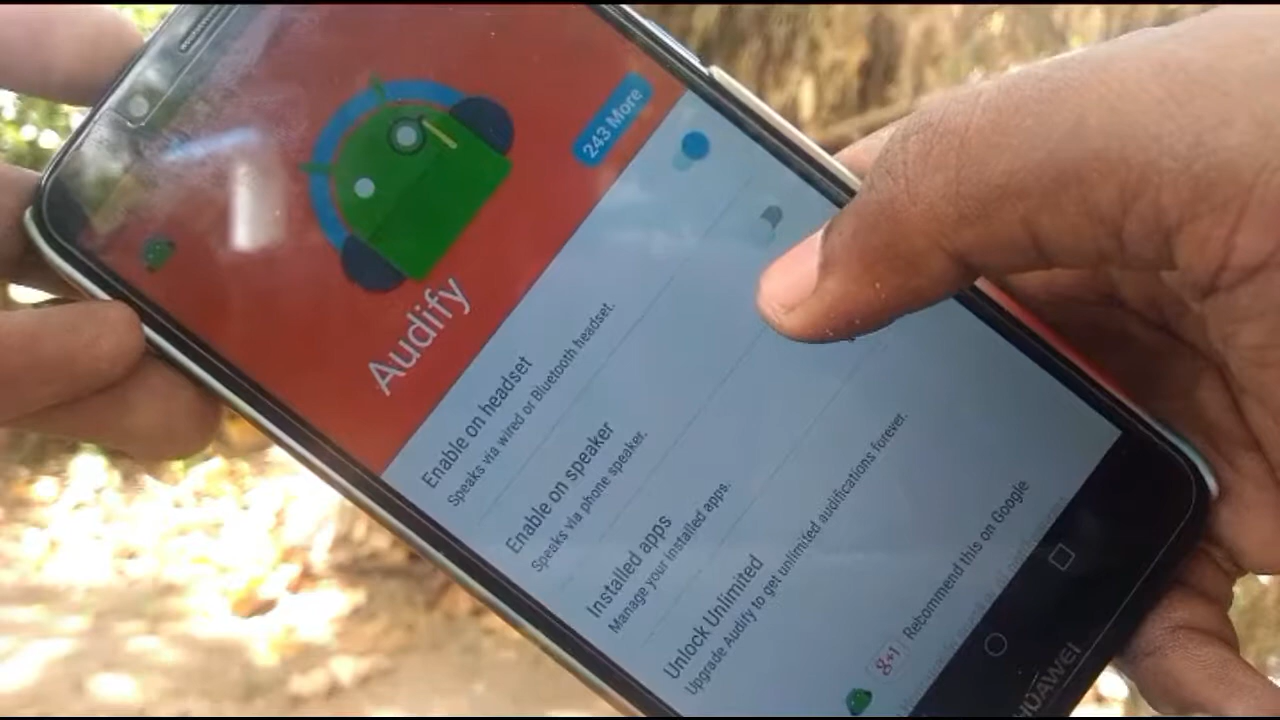 243 More
Audify
Enable on headset
Speaks via wired or Bluetooth headset.
Enable on speaker
Speaks via phone speaker.
Installed apps
Manage your installed apps.
Unlock Unlimited
Upgrade Audify to get unlimited audifications forever.
g+1
Recommend this on Google
HUAWEI